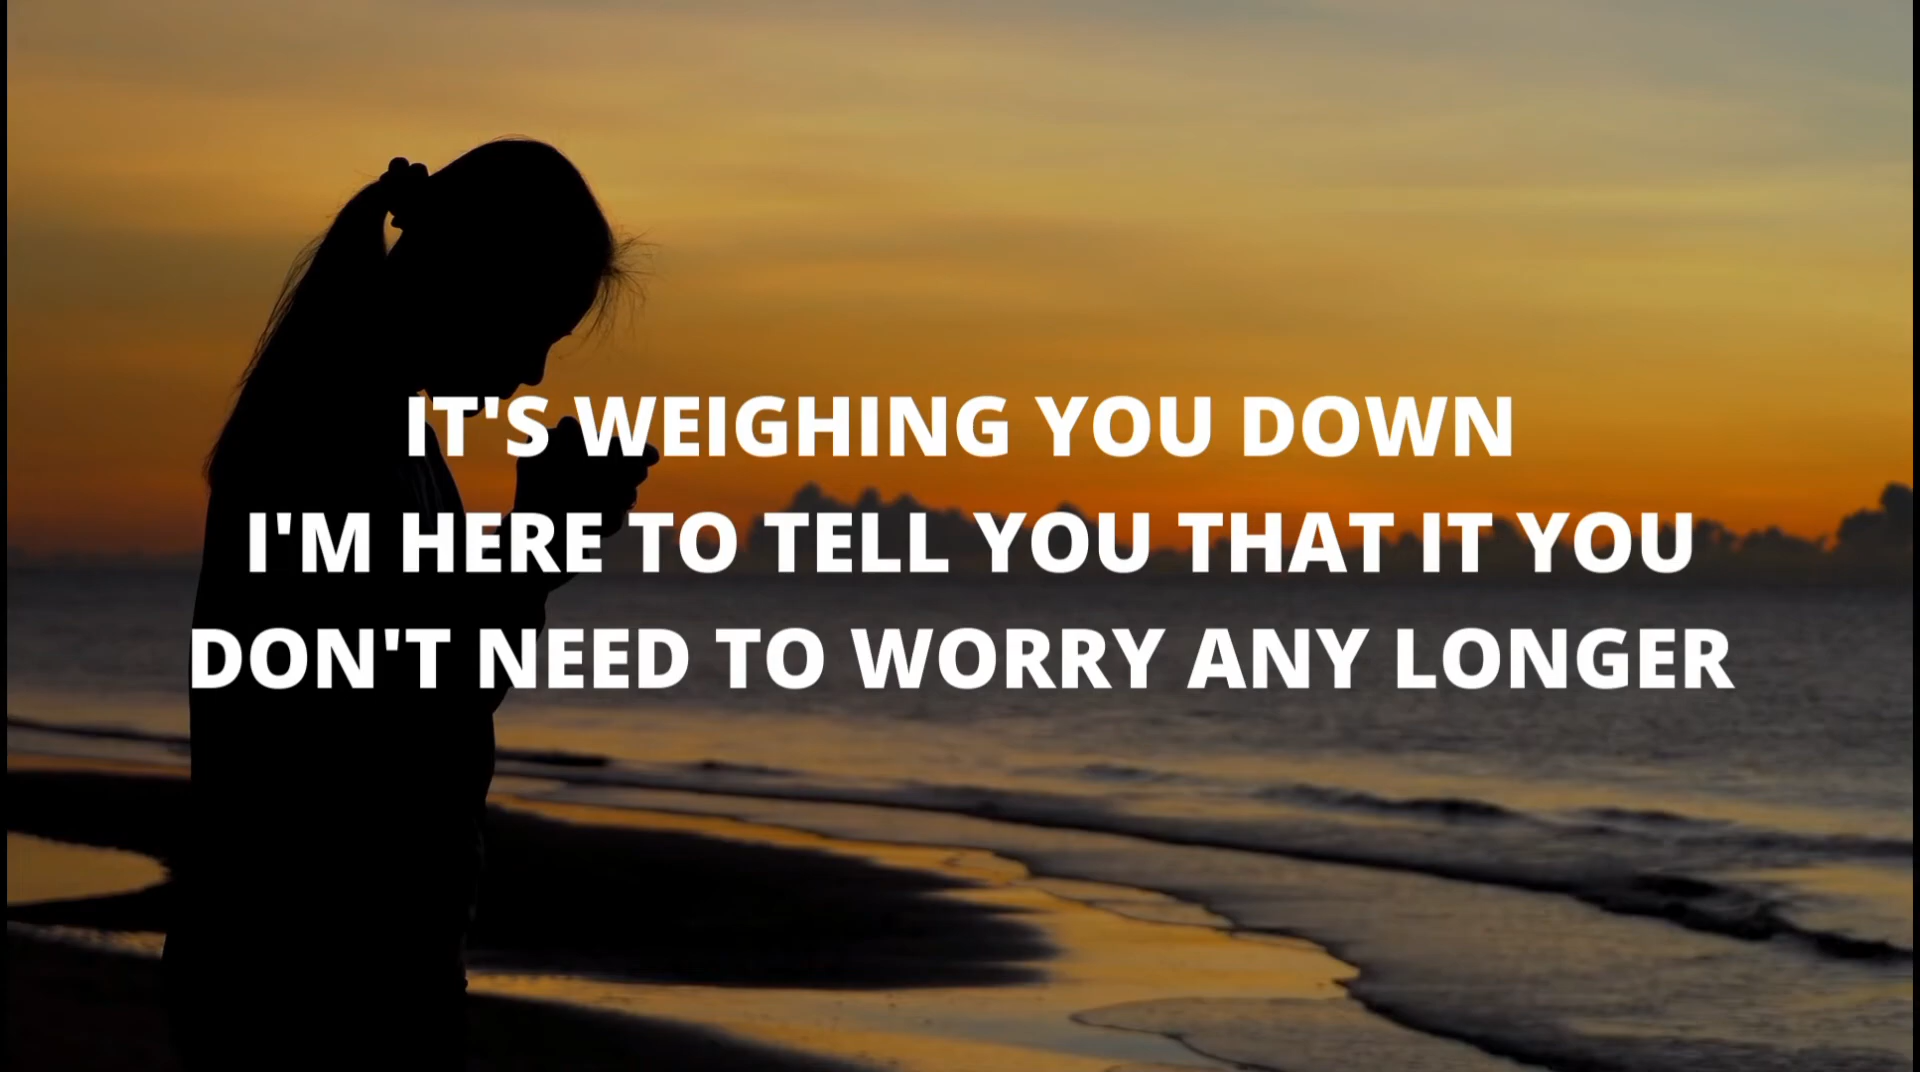 IT'S WEIGHING YOU DOWN
I'M HERE TO TELL YOU THAT IT YOU
DON'T NEED TO WORRY ANY LONGER